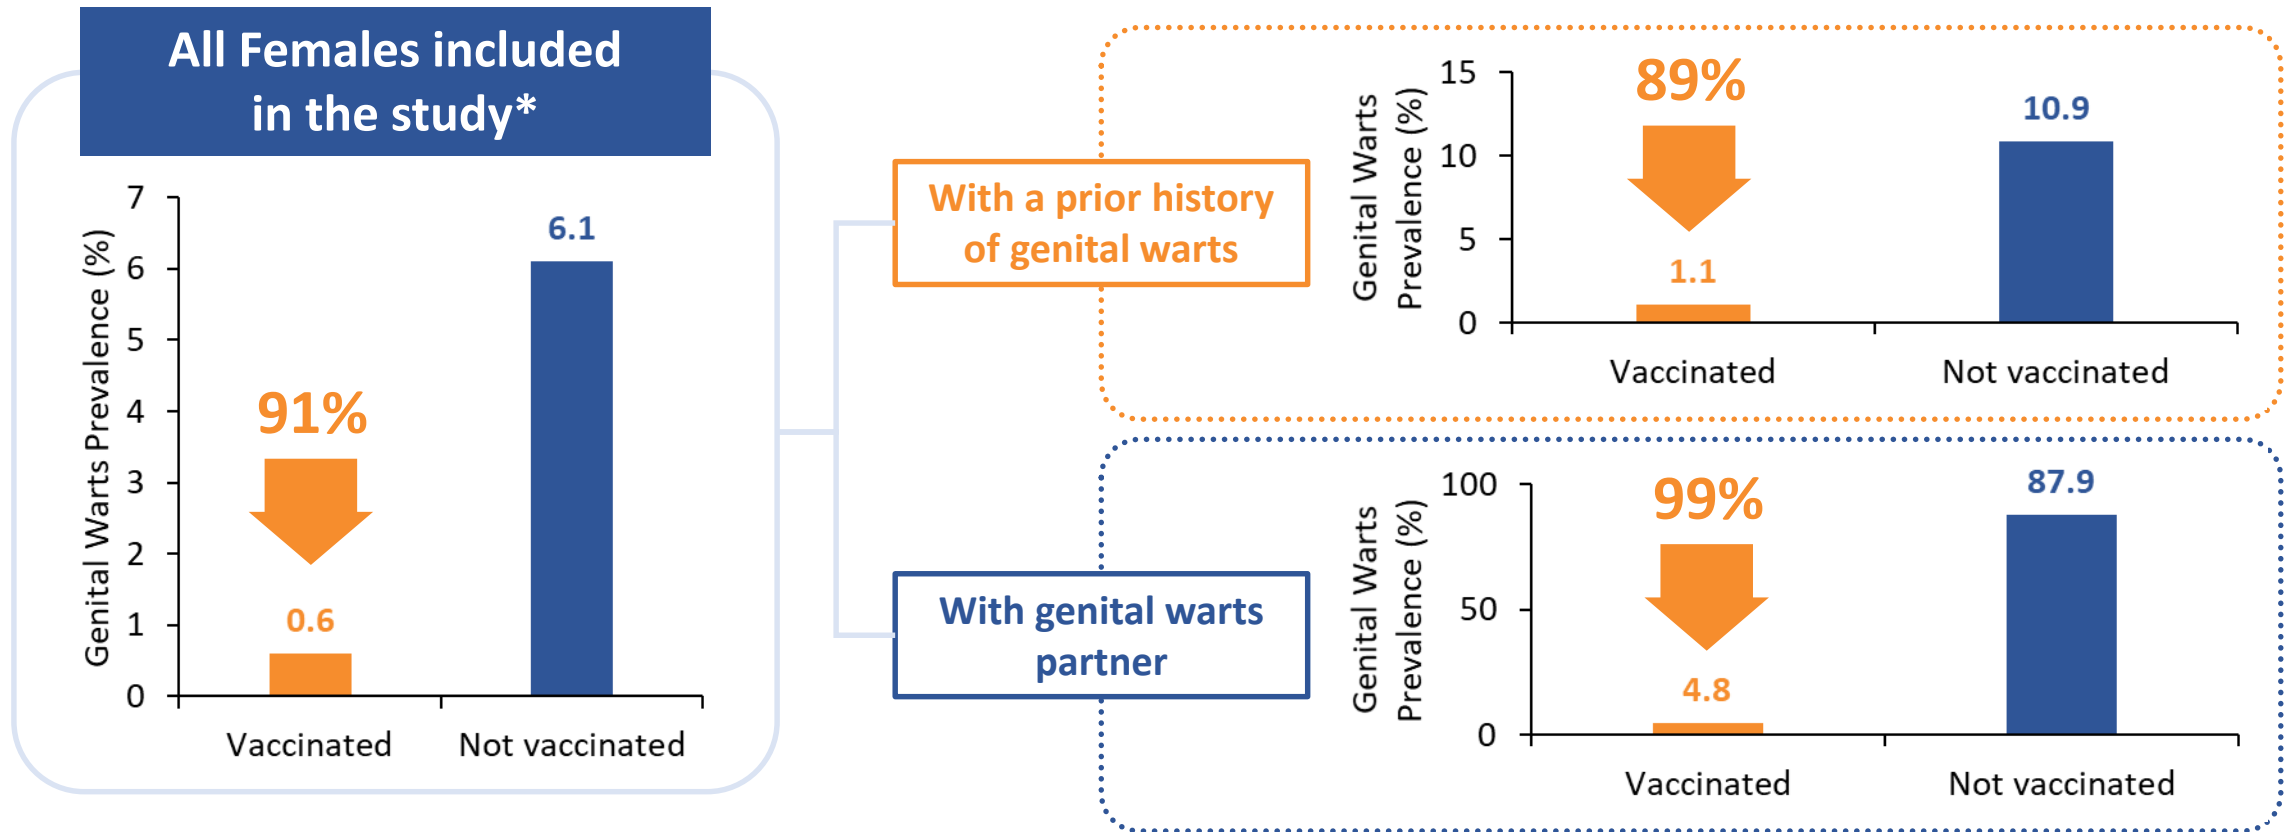 All Females included
in the study*
Genital Warts Prevalence (%)
7
6
5
4
3
2
1
0
91%
0.6
6.1
Vaccinated
Not vaccinated
With a prior history
of genital warts
Genital Warts
Prevalence (%)
15
10
5
0
89%
1.1
10.9
Vaccinated
Not vaccinated
With genital warts
partner
Genital Warts
Prevalence (%)
100
50
0
99%
4.8
87.9
Vaccinated
Not vaccinated